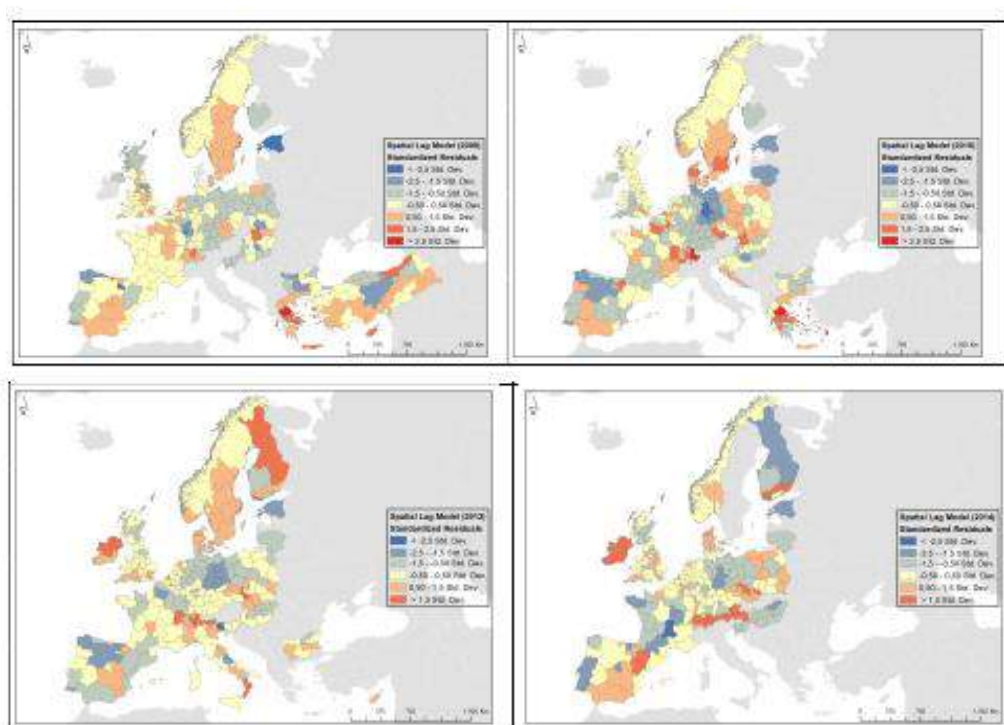 Spatial Lag Model (2008)
Standardized Residuals
< -2,5 Std. Dev.
-2,5 - -1,5 Std. Dev.
-1,5 - -0,50 Std. Dev.
-0,50 - 0,50 Std. Dev.
0,50 - 1,5 Std. Dev.
1,5 - 2,5 Std. Dev.
> 2,5 Std. Dev.
Spatial Lag Model (2010)
Standardized Residuals
< -2,5 Std. Dev.
-2,5 - -1,5 Std. Dev.
-1,5 - -0,50 Std. Dev.
-0,50 - 0,50 Std. Dev.
0,50 - 1,5 Std. Dev.
1,5 - 2,5 Std. Dev.
> 2,5 Std. Dev.
Spatial Lag Model (2012)
Standardized Residuals
< -2,5 Std. Dev.
-2,5 - -1,5 Std. Dev.
-1,5 - -0,50 Std. Dev.
-0,50 - 0,50 Std. Dev.
0,50 - 1,5 Std. Dev.
> 1,5 Std. Dev.
Spatial Lag Model (2014)
Standardized Residuals
< -2,5 Std. Dev.
-2,5 - -1,5 Std. Dev.
-1,5 - -0,50 Std. Dev.
-0,50 - 0,50 Std. Dev.
0,50 - 1,5 Std. Dev.
> 1,5 Std. Dev.